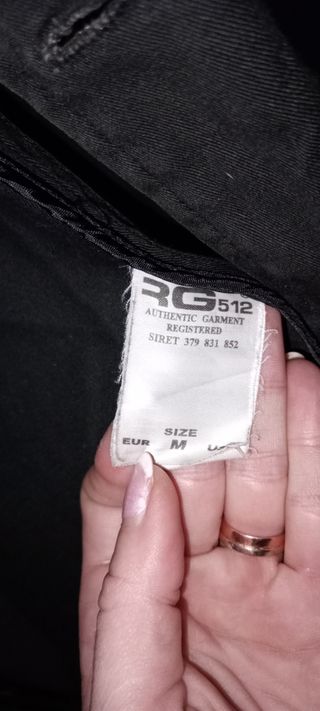 RG512
AUTHENTIC GARMENT
REGISTERED
SIRET 379 831 852
SIZE
EUR M